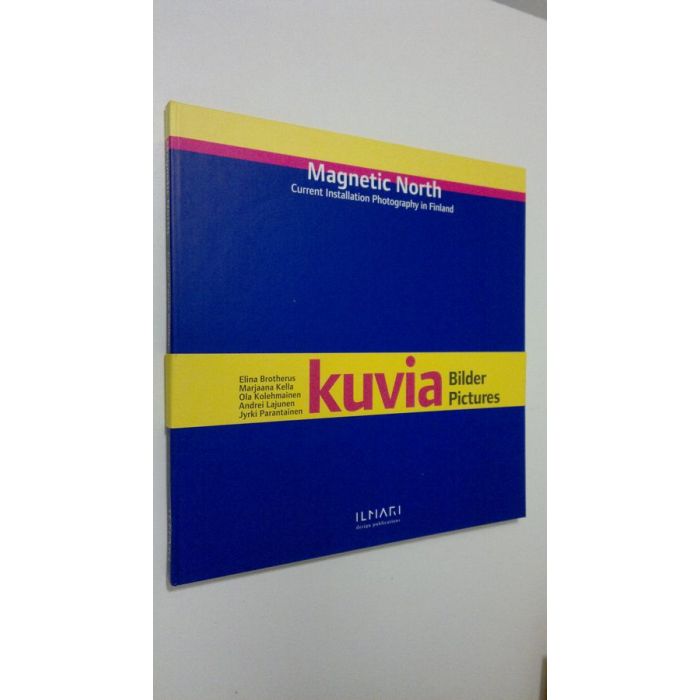 Magnetic North
Current Installation Photography in Finland
Elina Brotherus
Marjaana Kella
Ola Kolehmainen
Andrei Lajunen
Jyrki Parantainen
kuvia
Bilder
Pictures
ILMARI
design publications